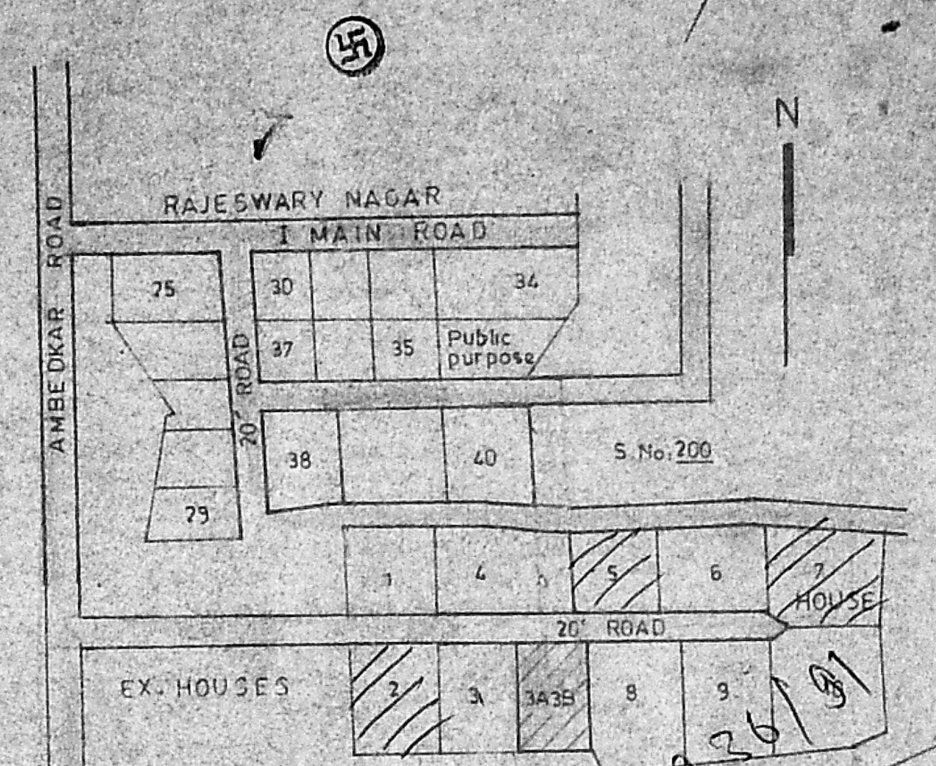 N
RAJESWARY NAGAR
I MAIN ROAD
AMBEDKAR ROAD
25
30
34
20' ROAD
37
35
Public
purpose
38
40
S. No. 200
29
1
4
5
6
7
HOUSE
20' ROAD
EX. HOUSES
2
3A
3A3B
8
9